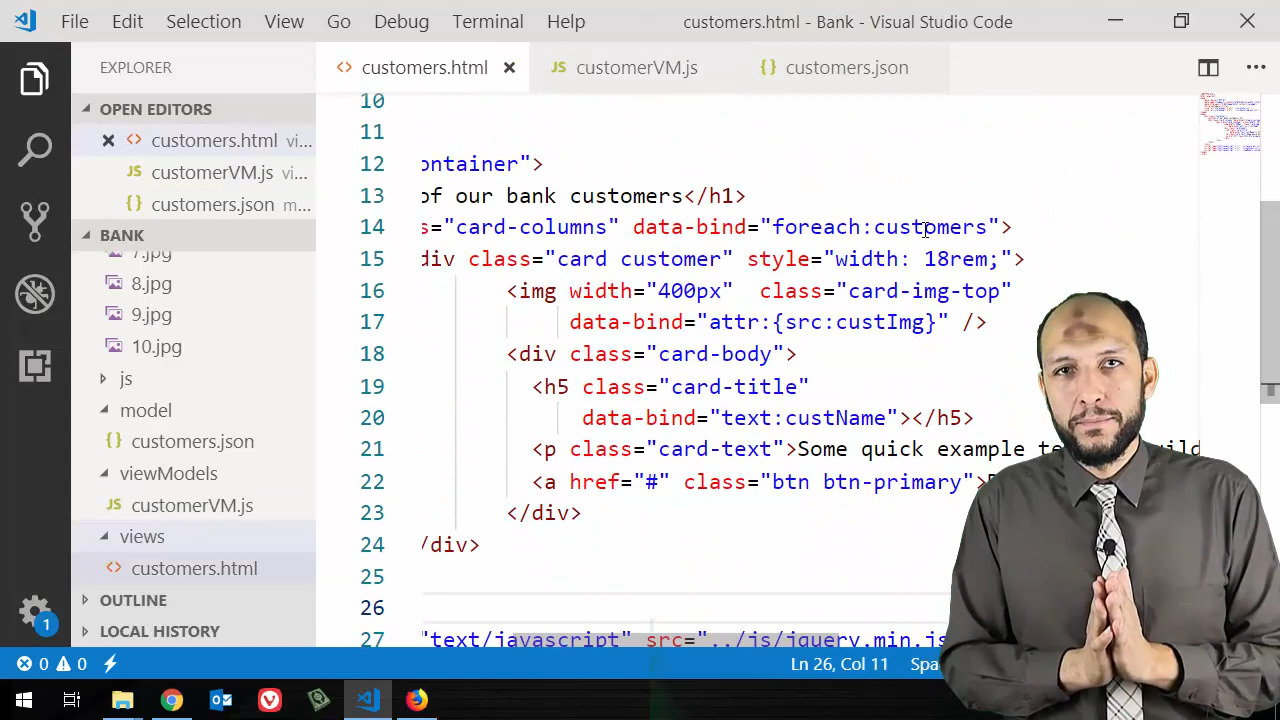 File Edit Selection View Go Debug Terminal Help customers.html - Bank - Visual Studio Code
EXPLORER
OPEN EDITORS
customers.html vi...
customerVM.js vi...
customers.json m...
BANK
7.jpg
8.jpg
9.jpg
10.jpg
js
model
customers.json
viewModels
customerVM.js
views
customers.html
OUTLINE
LOCAL HISTORY
customers.html customerVM.js customers.json
10
11
12 ontainer">
13 of our bank customers</h1>
14 s="card-columns" data-bind="foreach:customers">
15 div class="card customer" style="width: 18rem;">
16 <img width="400px" class="card-img-top"
17 data-bind="attr:{src:custImg}" />
18 <div class="card-body">
19 <h5 class="card-title"
20 data-bind="text:custName"></h5>
21 <p class="card-text">Some quick example
22 <a href="#" class="btn btn-primary">
23 </div>
24 /div>
25
26
27 "text/javascript" src="../js/jquery.min.js
1
0 0 Ln 26, Col 11